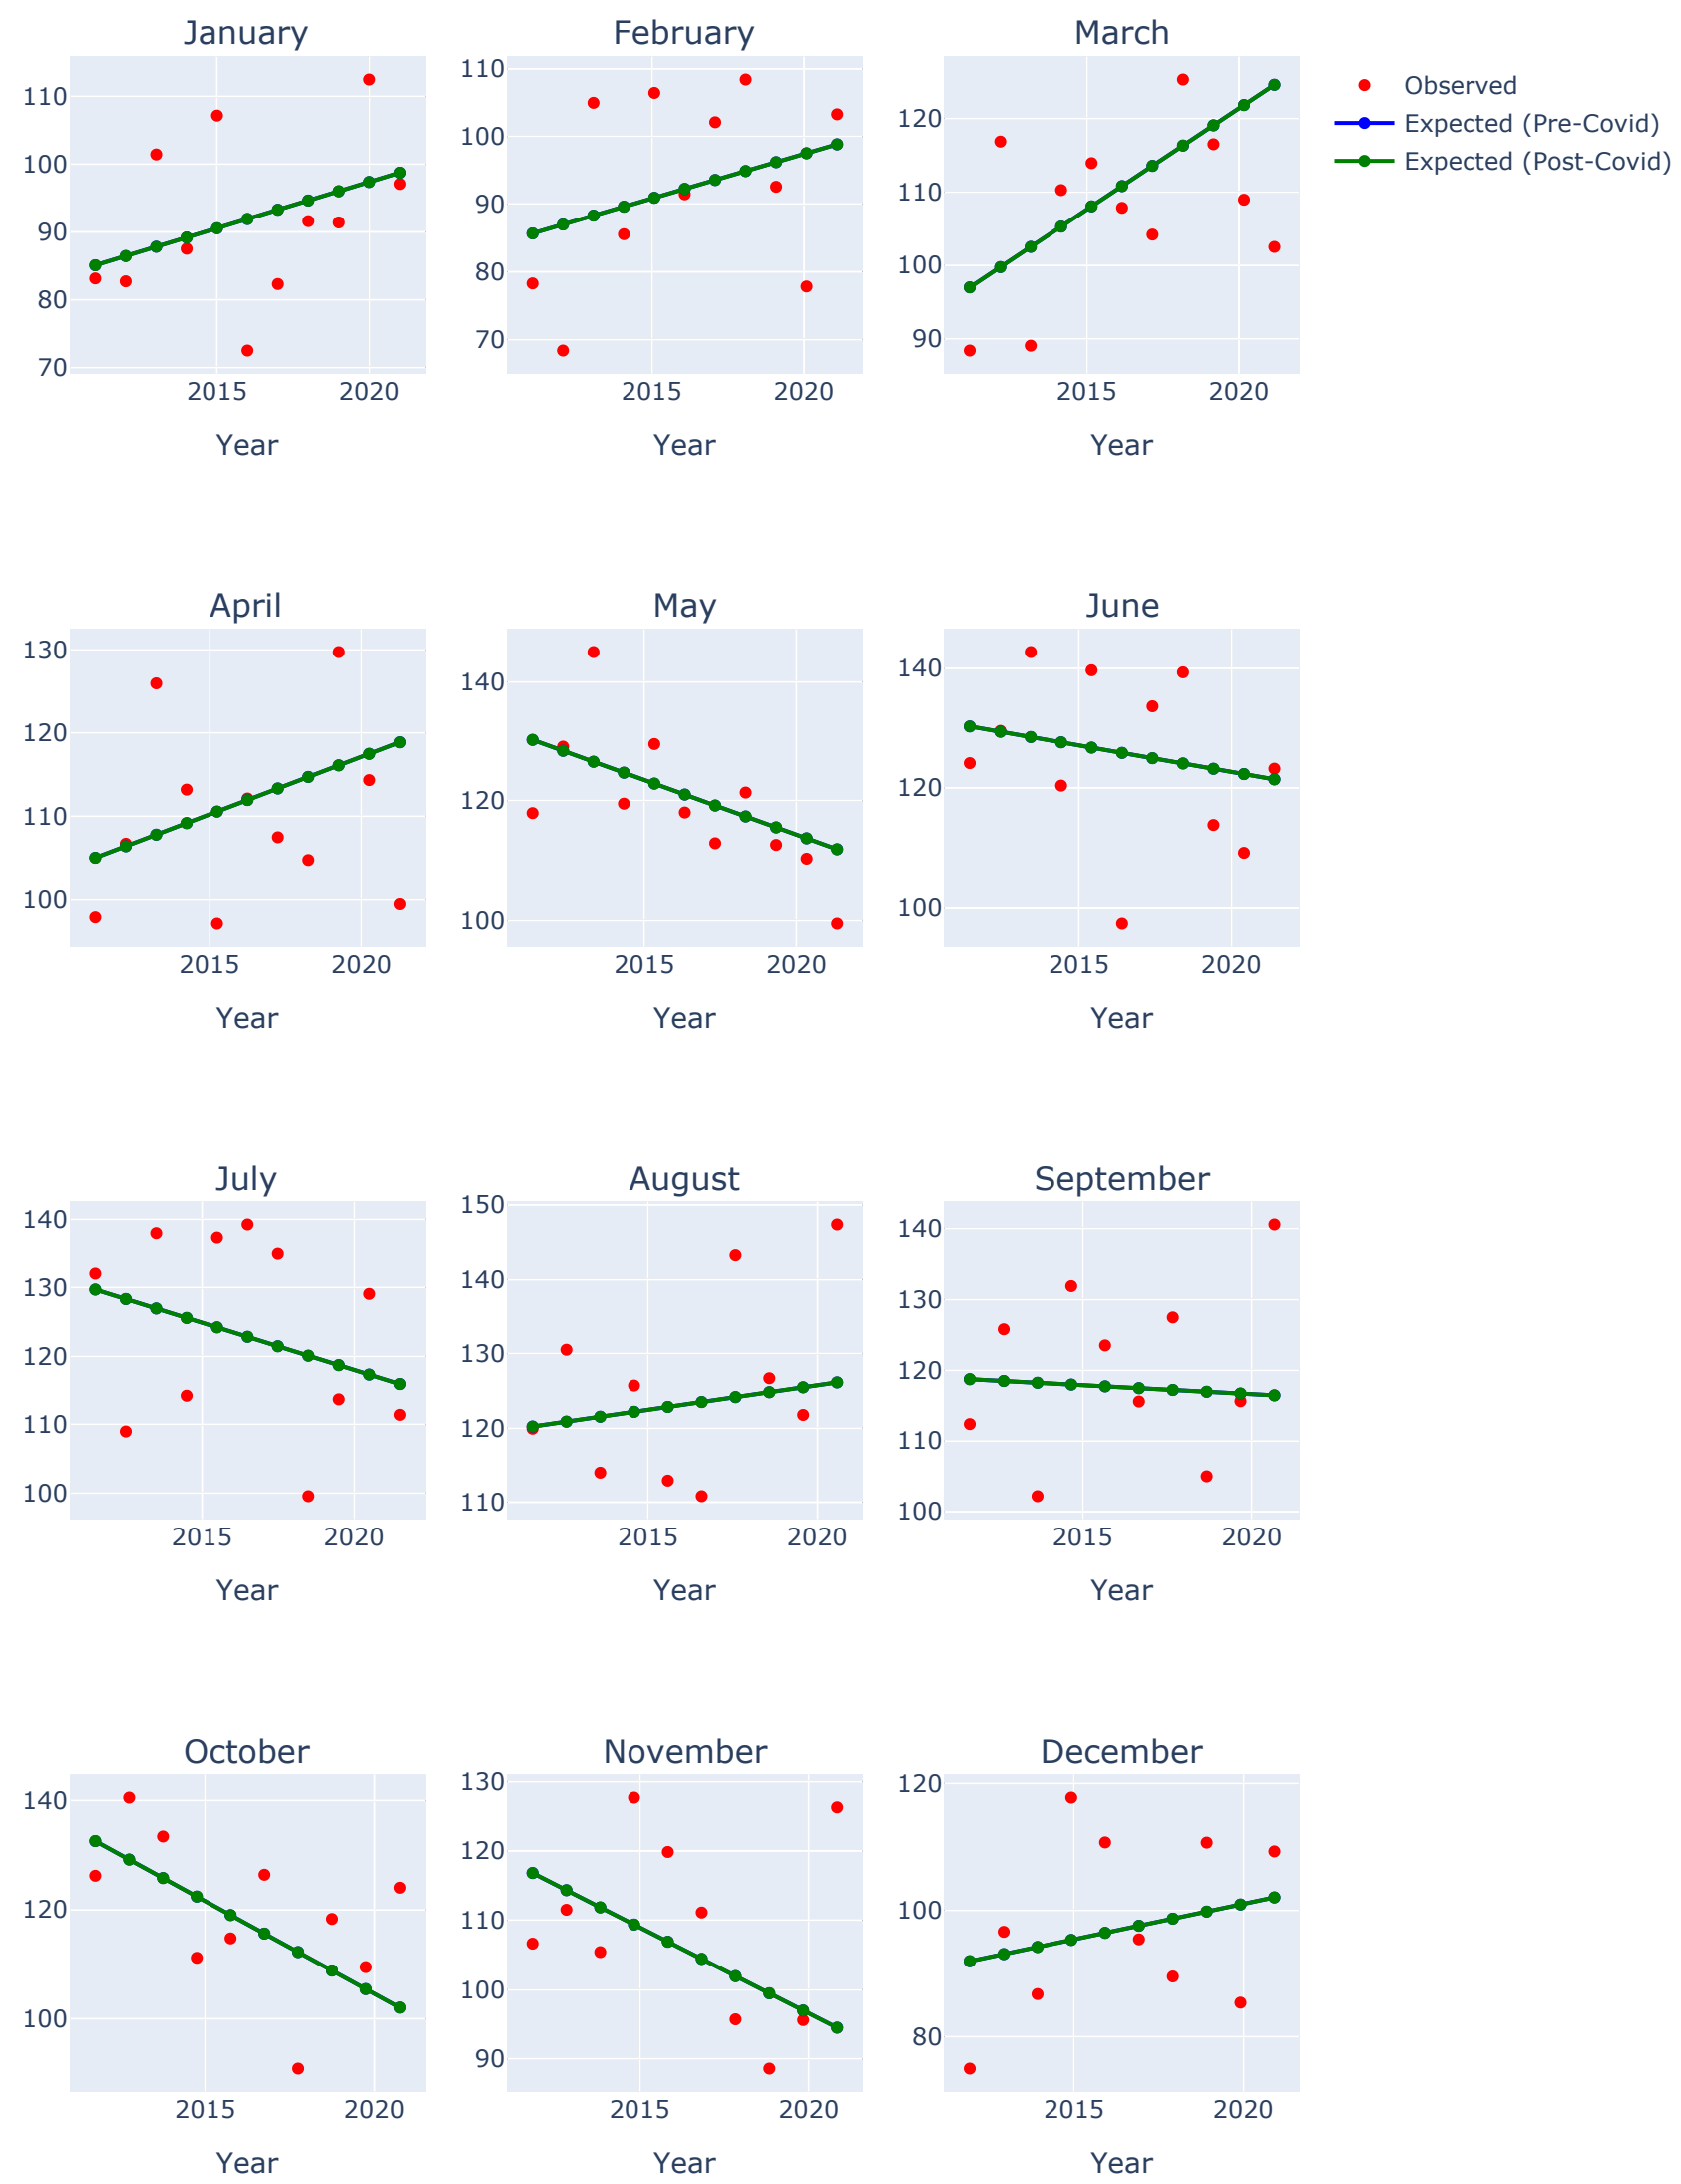 January
February
March
110
100
90
80
70
2015
2020
Year
110
100
90
80
70
2015
2020
Year
120
110
100
90
2015
2020
Year
Observed
Expected (Pre-Covid)
Expected (Post-Covid)
April
May
June
130
120
110
100
2015
2020
Year
140
120
100
2015
2020
Year
140
120
100
2015
2020
Year
July
August
September
140
130
120
110
100
2015
2020
Year
150
140
130
120
110
2015
2020
Year
140
130
120
110
100
2015
2020
Year
October
November
December
140
120
100
2015
2020
Year
130
120
110
100
90
2015
2020
Year
120
100
80
2015
2020
Year